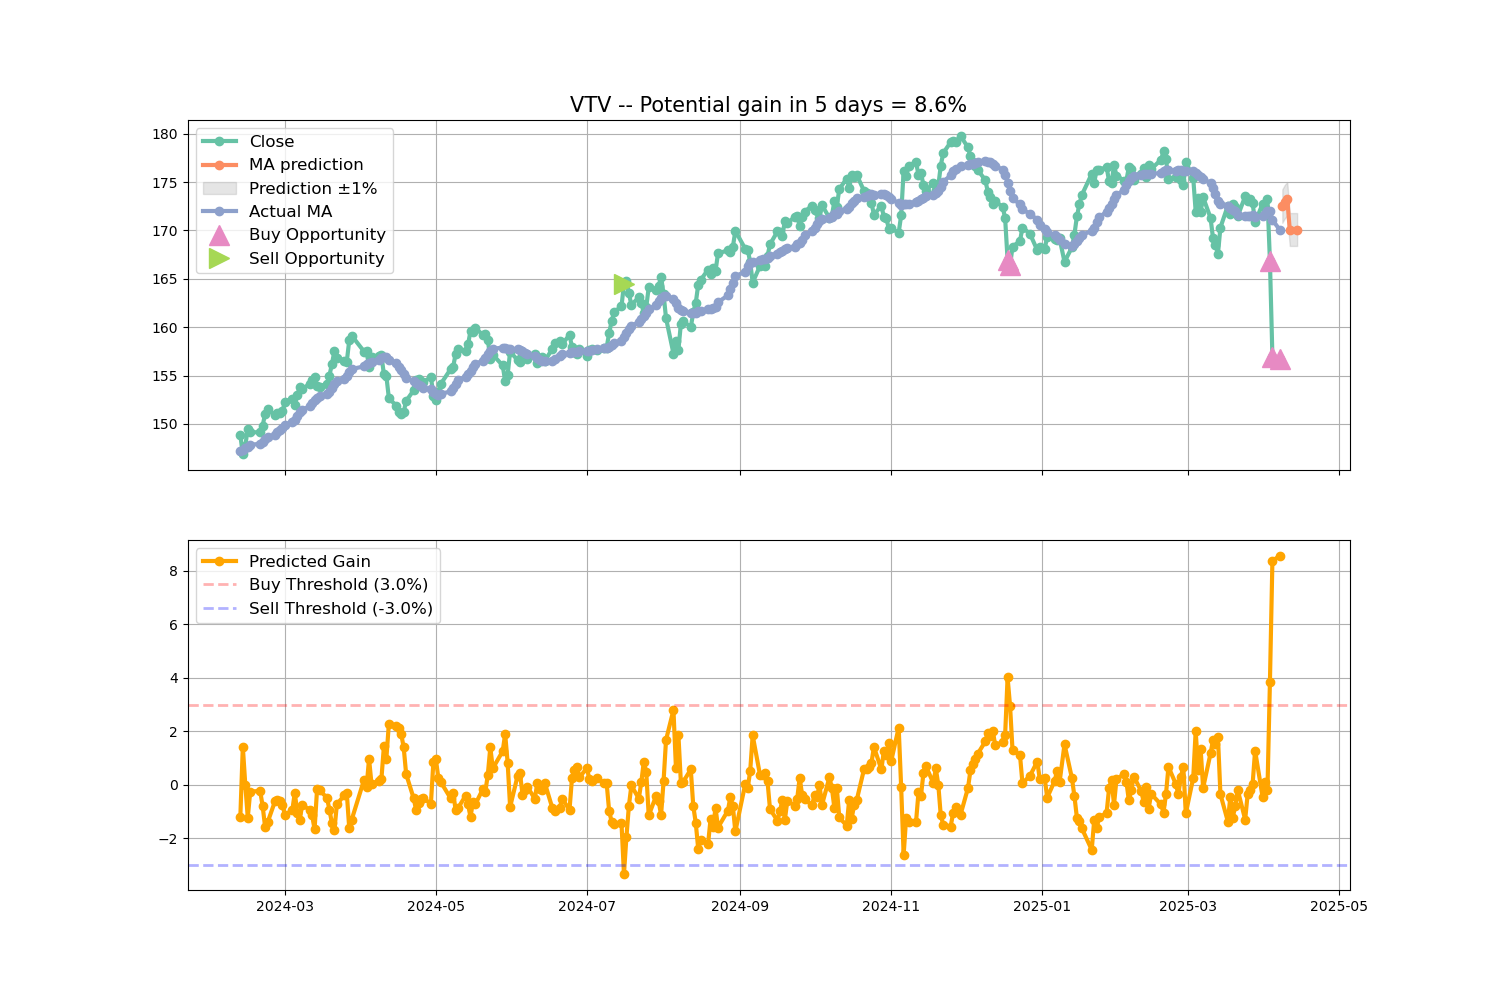 VTV -- Potential gain in 5 days = 8.6%
180
175
170
165
160
155
150
Close
MA prediction
Prediction ±1%
Actual MA
Buy Opportunity
Sell Opportunity
8
6
4
2
0
−2
Predicted Gain
Buy Threshold (3.0%)
Sell Threshold (-3.0%)
2024-03
2024-05
2024-07
2024-09
2024-11
2025-01
2025-03
2025-05